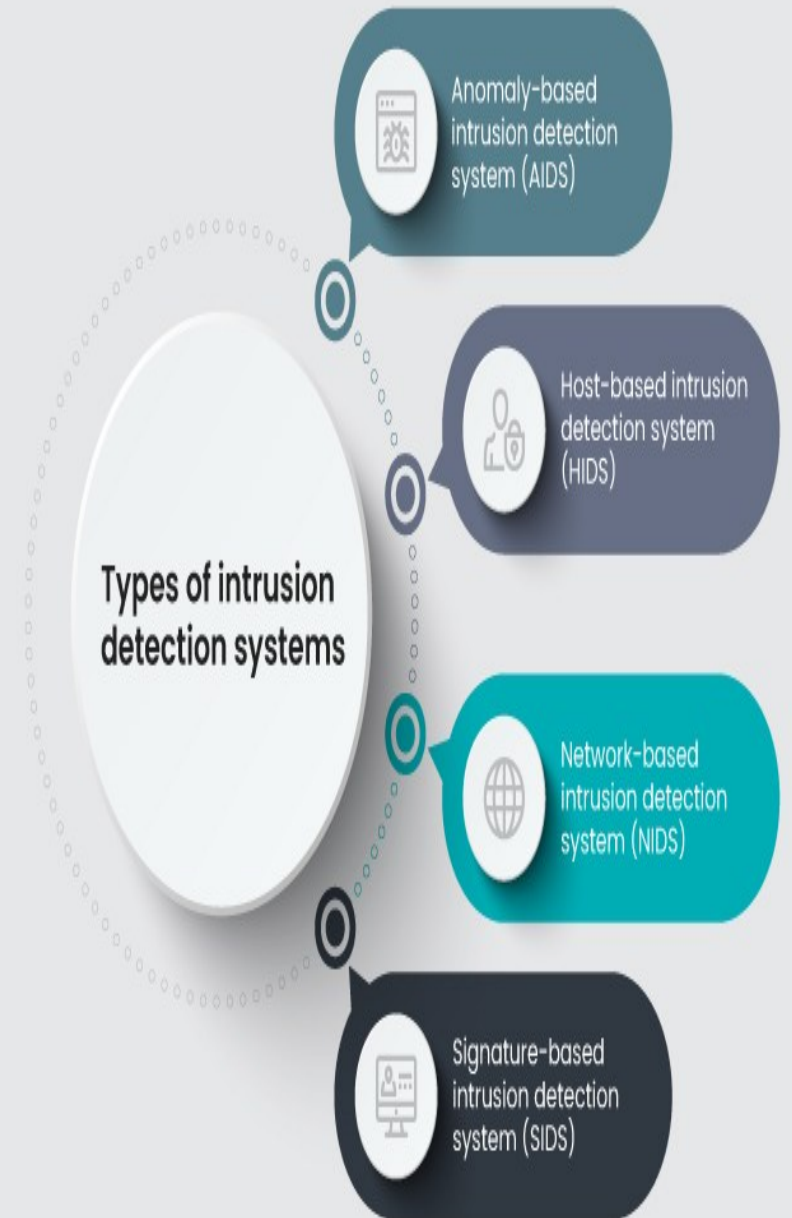 Anomaly-based
intrusion detection
system (AIDS)
Host-based intrusion
detection system
(HIDS)
Types of intrusion
detection systems
Network-based
intrusion detection
system (NIDS)
Signature-based
intrusion detection
system (SIDS)